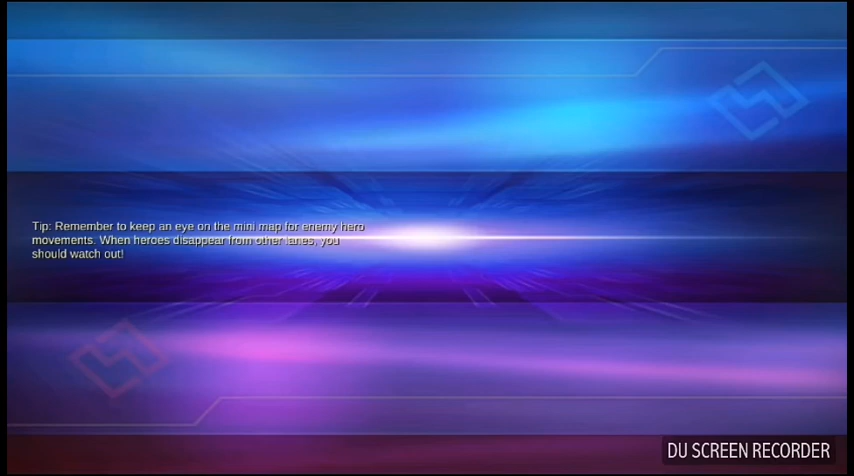 Tip: Remember to keep an eye on the mini map for enemy hero
movements. When heroes disappear from other lanes, you
should watch out!
DU SCREEN RECORDER